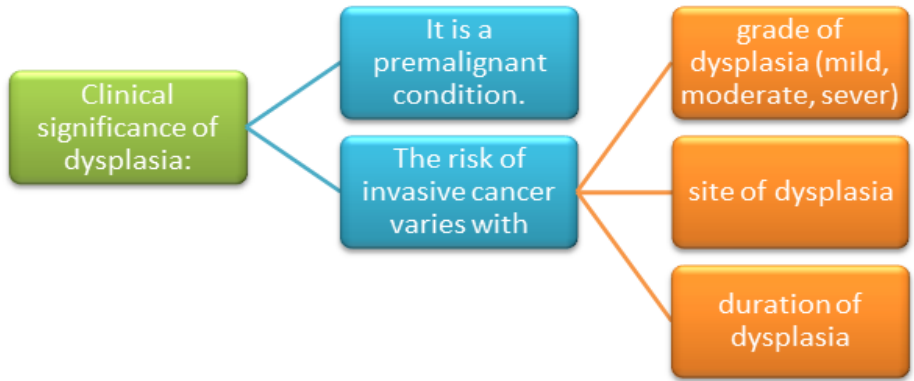 Clinical
significance of
dysplasia:
It is a
premalignant
condition.
The risk of
invasive cancer
varies with
grade of
dysplasia (mild,
moderate, sever)
site of dysplasia
duration of
dysplasia